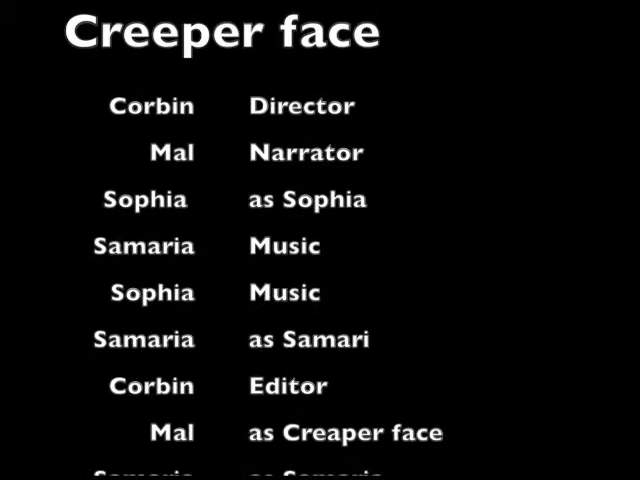 Creeper face
Corbin Director
Mal Narrator
Sophia as Sophia
Samaria Music
Sophia Music
Samaria as Samari
Corbin Editor
Mal as Creaper face